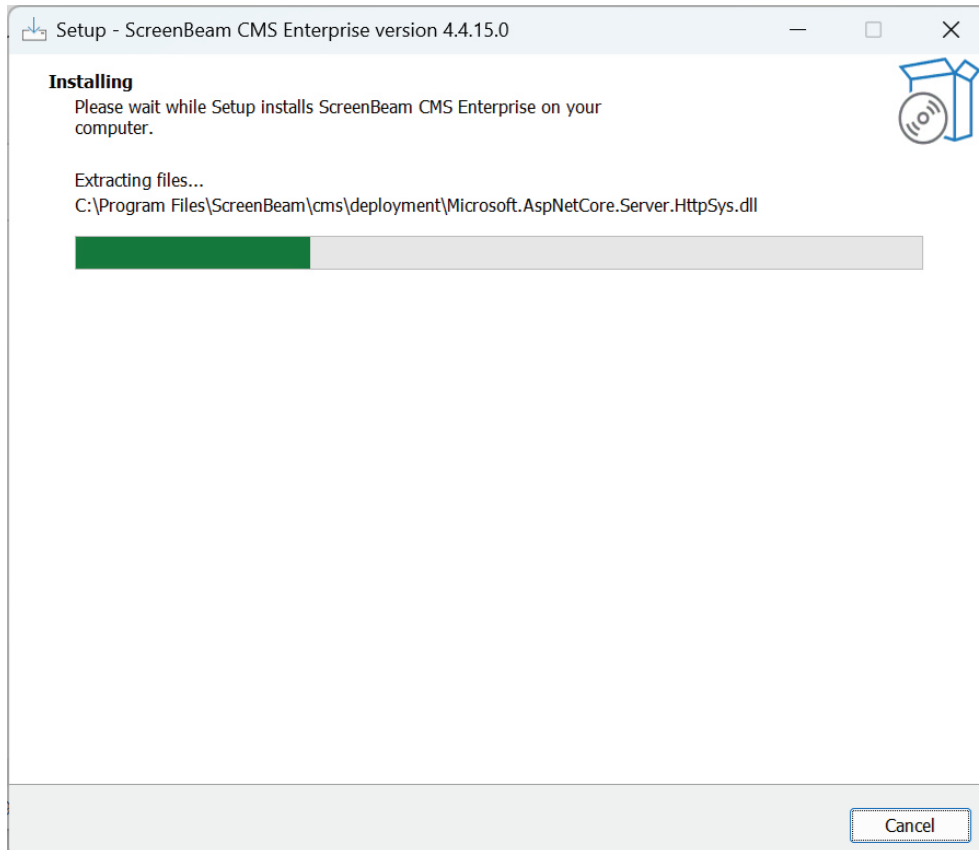 Setup - ScreenBeam CMS Enterprise version 4.4.15.0
Installing
Please wait while Setup installs ScreenBeam CMS Enterprise on your
computer.
Extracting files...
C:\Program Files\ScreenBeam\cms\deployment\Microsoft.AspNetCore.Server.HttpSys.dll
Cancel